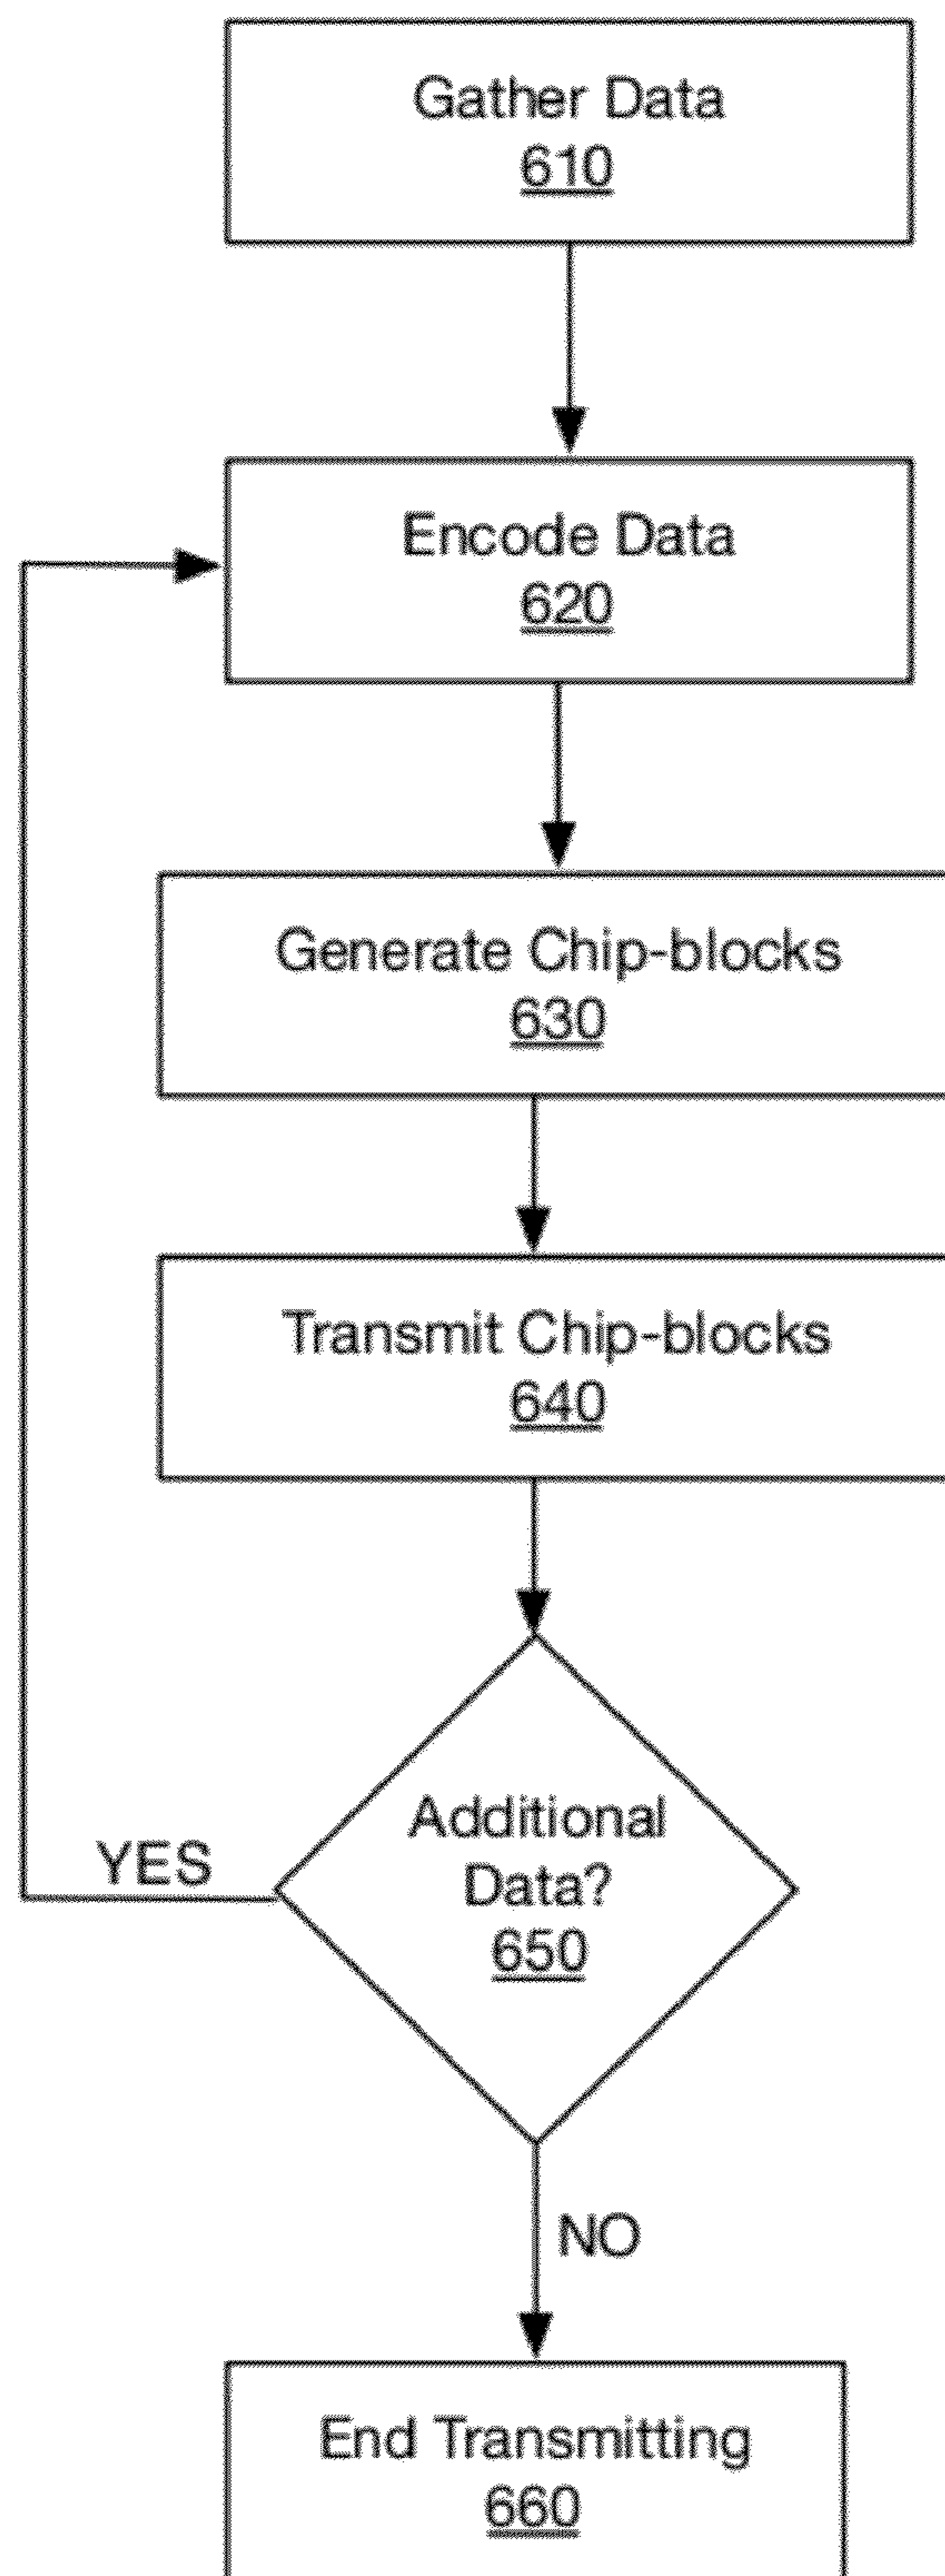 Gather Data
610
Encode Data
620
Generate Chip-blocks
630
Transmit Chip-blocks
640
Additional
Data?
650
YES
NO
End Transmitting
660